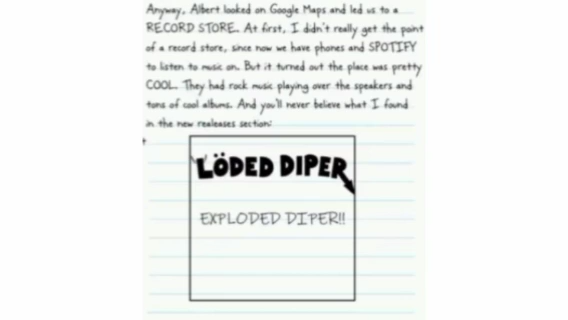 Anyway, Albert looked on Google Maps and led us to a
RECORD STORE. At first, I didn't really get the point
of a record store, since now we have phones and SPOTIFY
to listen to music on. But it turned out the place was pretty
COOL. They had rock music playing over the speakers and
tons of cool albums. And you'll never believe what I found
in the new realeases section:
t
LÖDED DIPER
EXPLODED DIPER!!